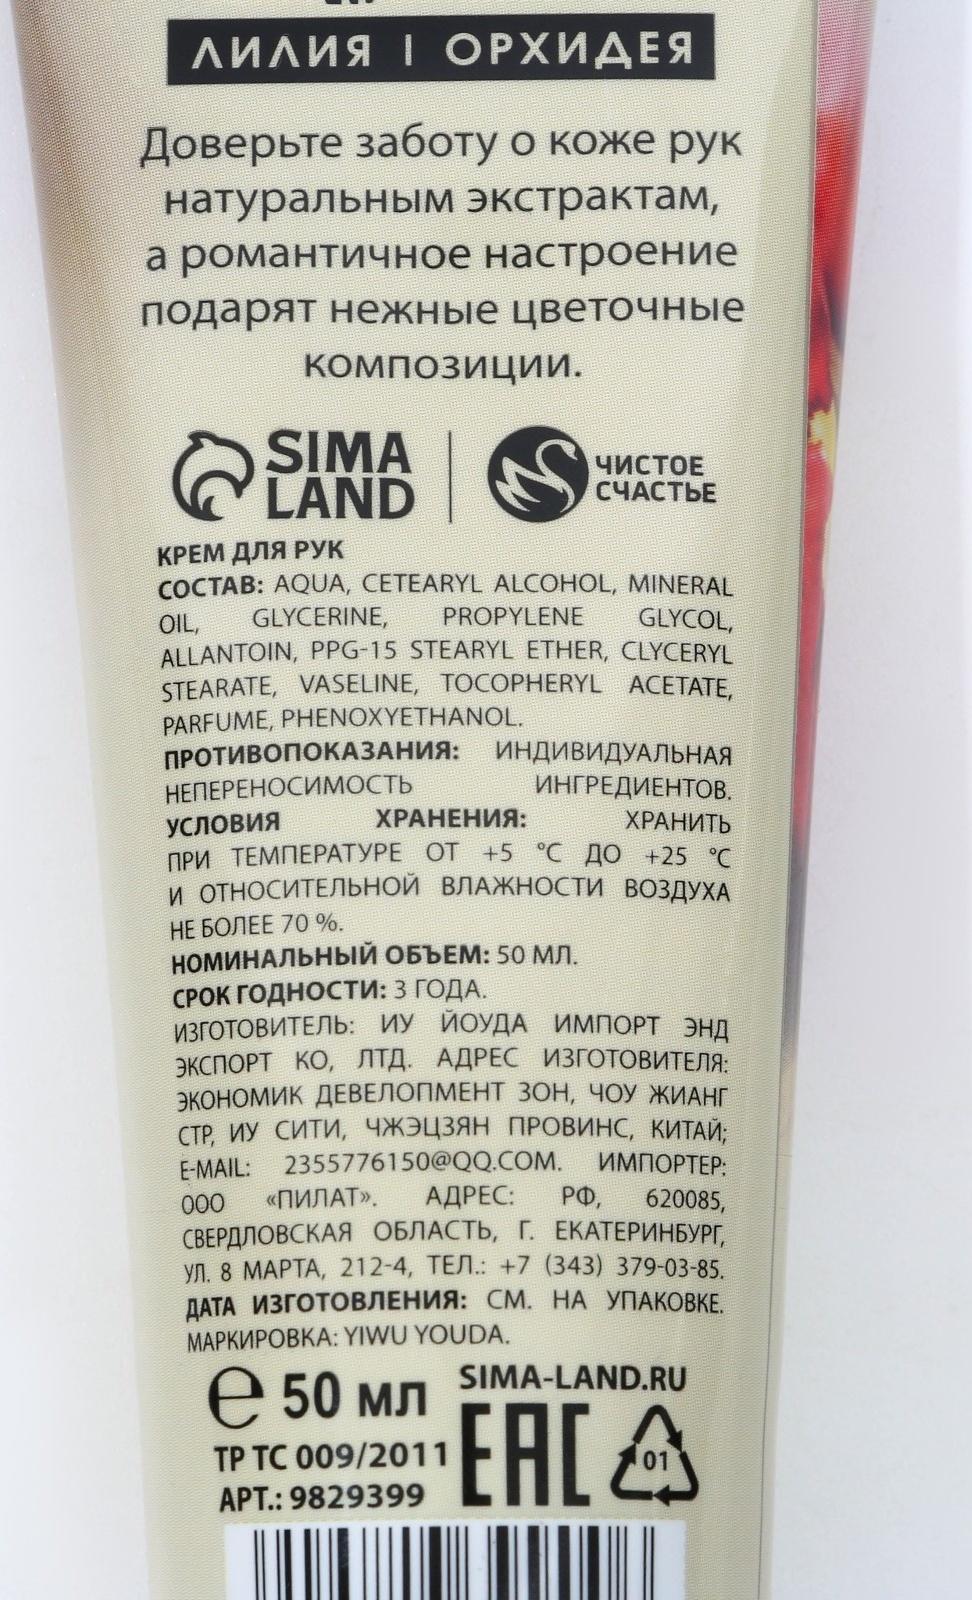 ЛИЛИЯ | ОРХИДЕЯ
Доверьте заботу о коже рук
натуральным экстрактам,
а романтичное настроение
подарят нежные цветочные
композиции.
SIMA
LAND
ЧИСТОЕ
СЧАСТЬЕ
КРЕМ ДЛЯ РУК
СОСТАВ: AQUA, CETEARYL ALCOHOL, MINERAL
OIL, GLYCERINE, PROPYLENE GLYCOL,
ALLANTOIN, PPG-15 STEARYL ETHER, CLYCERYL
STEARATE, VASELINE, TOCOPHERYL ACETATE,
PARFUME, PHENOXYETHANOL.
ПРОТИВОПОКАЗАНИЯ: ИНДИВИДУАЛЬНАЯ
НЕПЕРЕНОСИМОСТЬ ИНГРЕДИЕНТОВ.
УСЛОВИЯ ХРАНЕНИЯ: ХРАНИТЬ
ПРИ ТЕМПЕРАТУРЕ ОТ +5 °С ДО +25 °С
И ОТНОСИТЕЛЬНОЙ ВЛАЖНОСТИ ВОЗДУХА
НЕ БОЛЕЕ 70 %.
НОМИНАЛЬНЫЙ ОБЪЕМ: 50 МЛ.
СРОК ГОДНОСТИ: 3 ГОДА.
ИЗГОТОВИТЕЛЬ: ИУ ЙОУДА ИМПОРТ ЭНД
ЭКСПОРТ КО, ЛТД. АДРЕС ИЗГОТОВИТЕЛЯ:
ЭКОНОМИК ДЕВЕЛОПМЕНТ ЗОН, ЧОУ ЖИАНГ
СТР, ИУ СИТИ, ЧЖЭЦЗЯН ПРОВИНС, КИТАЙ;
E-MAIL: 2355776150@QQ.COM. ИМПОРТЕР:
ООО «ПИЛАТ». АДРЕС: РФ, 620085,
СВЕРДЛОВСКАЯ ОБЛАСТЬ, Г. ЕКАТЕРИНБУРГ,
УЛ. 8 МАРТА, 212-4, ТЕЛ.: +7 (343) 379-03-85.
ДАТА ИЗГОТОВЛЕНИЯ: СМ. НА УПАКОВКЕ.
МАРКИРОВКА: YIWU YOUDA.
℮ 50 мл
SIMA-LAND.RU
ТР ТС 009/2011
EAC
01
АРТ.: 9829399